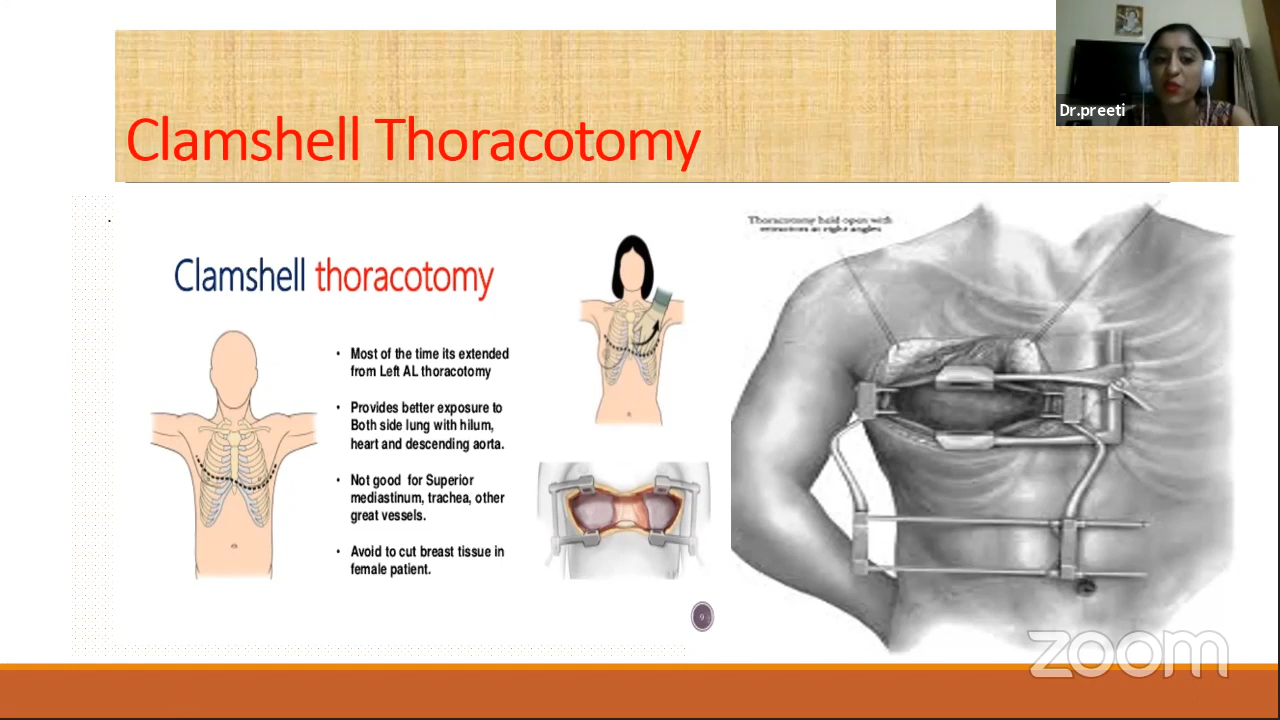 Dr.preeti
Clamshell Thoracotomy
Thoracotomy held open with
retractors at right angles
Clamshell thoracotomy
• Most of the time its extended
from Left AL thoracotomy
• Provides better exposure to
Both side lung with hilum,
heart and descending aorta.
• Not good for Superior
mediastinum, trachea, other
great vessels.
• Avoid to cut breast tissue in
female patient.
9
zoom